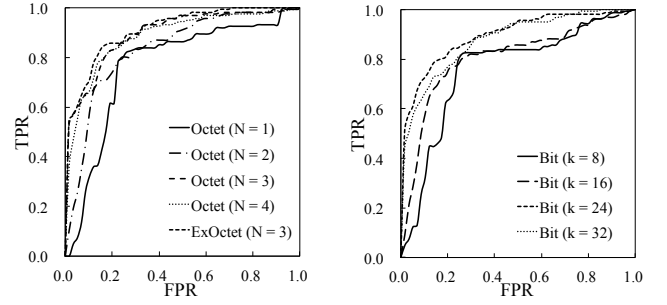 1.0
0.8
0.6
0.4
0.2
0.0
TPR
Octet (N = 1)
Octet (N = 2)
Octet (N = 3)
Octet (N = 4)
ExOctet (N = 3)
0.0 0.2 0.4 0.6 0.8 1.0
FPR
1.0
0.8
0.6
0.4
0.2
0.0
TPR
Bit (k = 8)
Bit (k = 16)
Bit (k = 24)
Bit (k = 32)
0.0 0.2 0.4 0.6 0.8 1.0
FPR